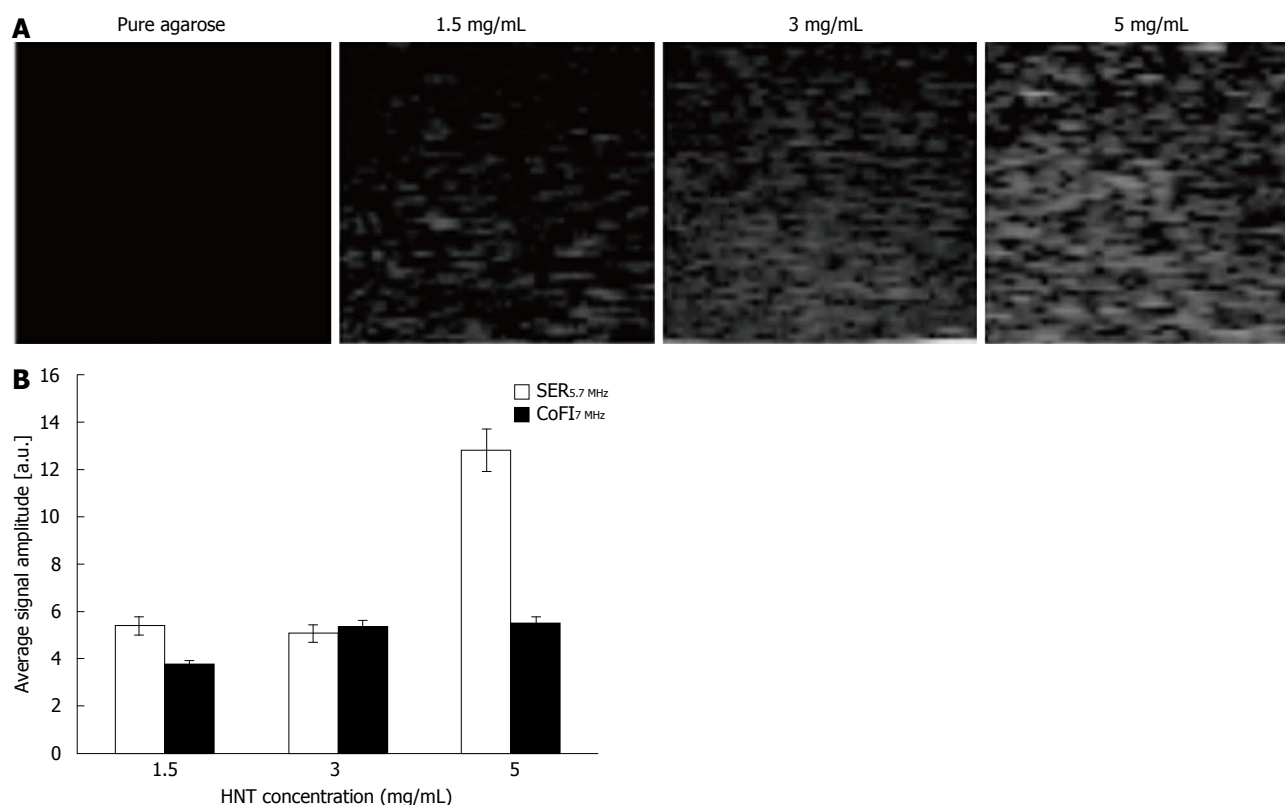 A
Pure agarose
1.5 mg/mL
3 mg/mL
5 mg/mL
B
16
14
12
10
8
6
4
2
0
Average signal amplitude [a.u.]
SER5.7 MHz
CoFI7 MHz
1.5
3
5
HNT concentration (mg/mL)